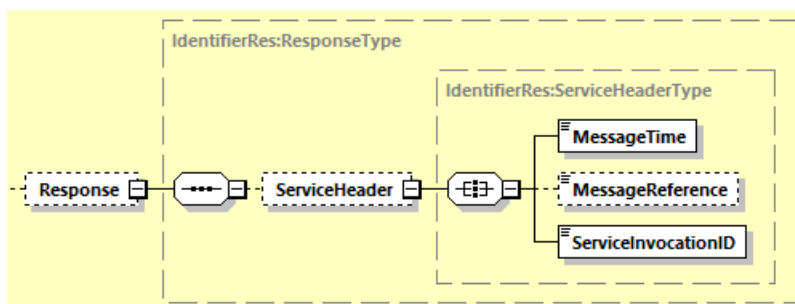 IdentifierRes:ResponseType
IdentifierRes:ServiceHeaderType
MessageTime
Response
ServiceHeader
MessageReference
ServiceInvocationID